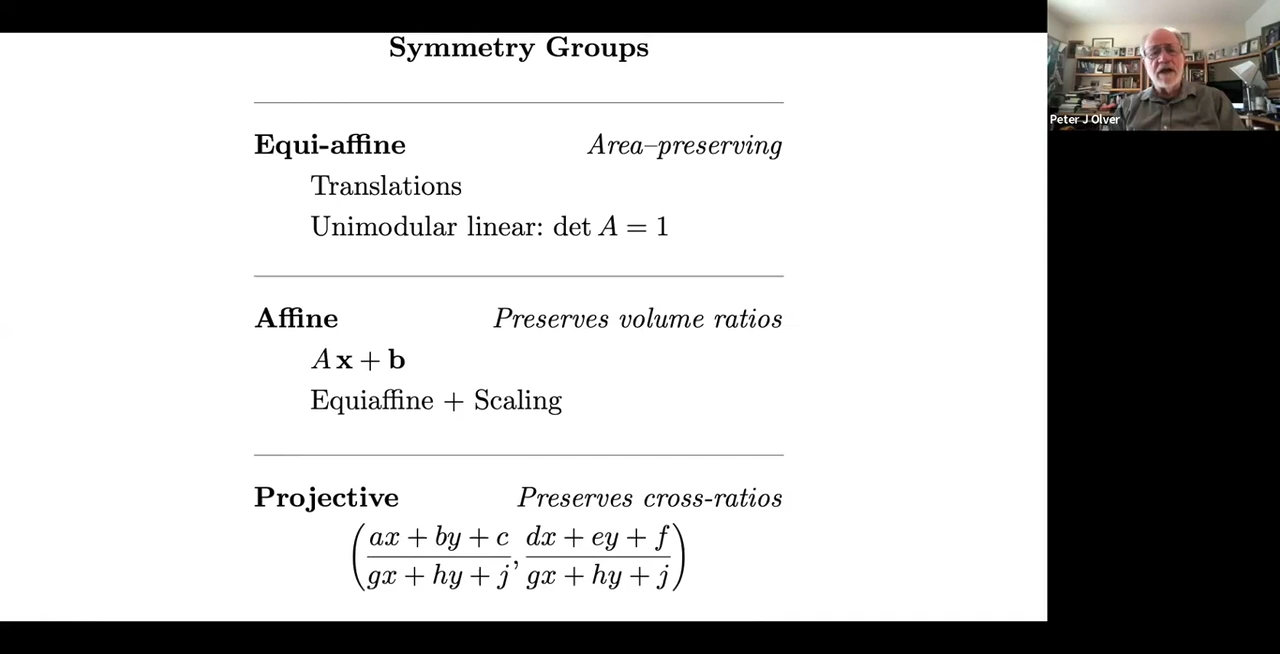 Symmetry Groups
Equi-affine Area–preserving
Translations
Unimodular linear: det A = 1
Affine Preserves volume ratios
A x + b
Equiaffine + Scaling
Projective Preserves cross-ratios
( (ax + by + c)/(gx + hy + j), (dx + ey + f)/(gx + hy + j) )
Peter J Olver